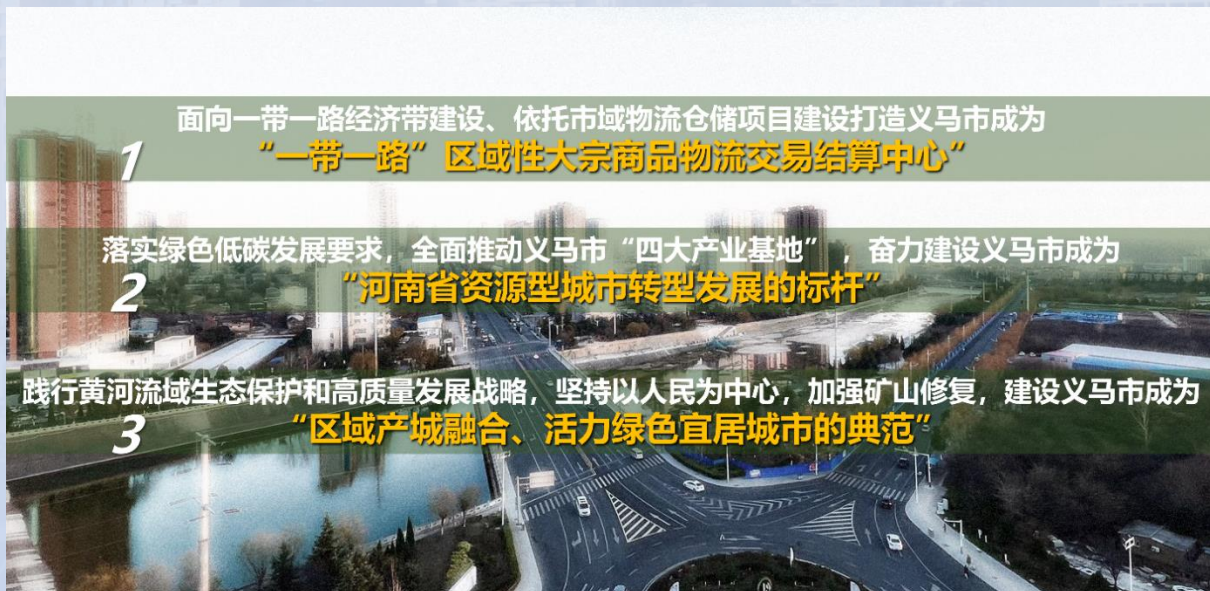 面向一带一路经济带建设、依托市域物流仓储项目建设打造义马市成为
1 “一带一路”区域性大宗商品物流交易结算中心”
落实绿色低碳发展要求，全面推动义马市“四大产业基地”，奋力建设义马市成为
2 “河南省资源型城市转型发展的标杆”
践行黄河流域生态保护和高质量发展战略，坚持以人民为中心，加强矿山修复，建设义马市成为
3 “区域产城融合、活力绿色宜居城市的典范”